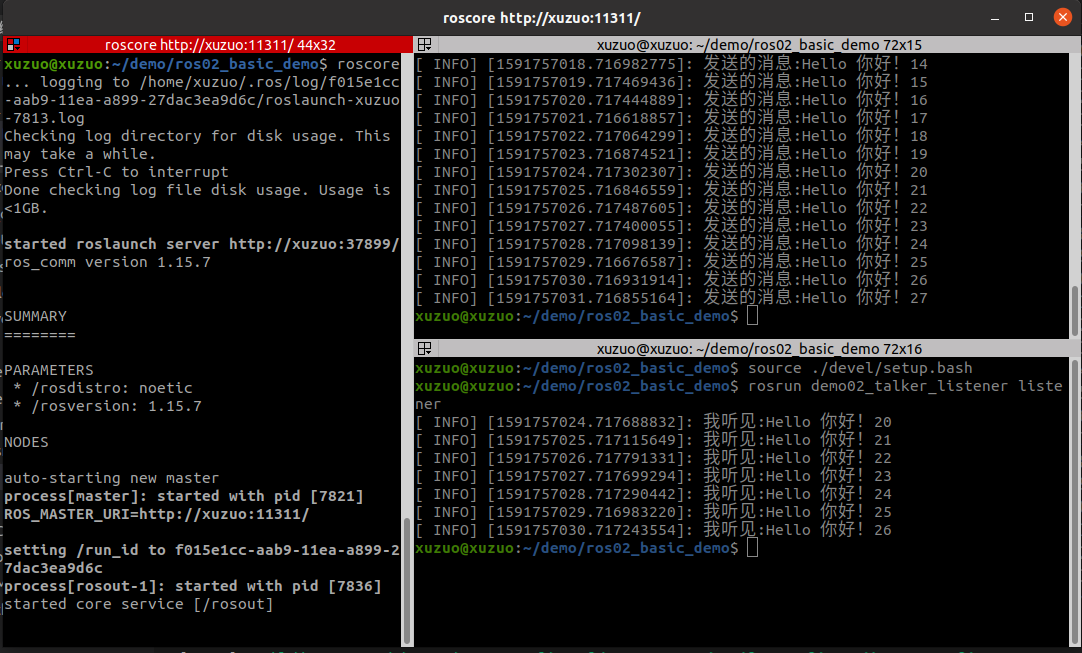 roscore http://xuzuo:11311/
roscore http://xuzuo:11311/ 44x32
xuzuo@xuzuo:~/demo/ros02_basic_demo$ roscore
... logging to /home/xuzuo/.ros/log/f015e1cc
-aab9-11ea-a899-27dac3ea9d6c/roslaunch-xuzuo
-7813.log
Checking log directory for disk usage. This
may take a while.
Press Ctrl-C to interrupt
Done checking log file disk usage. Usage is
<1GB.
started roslaunch server http://xuzuo:37899/
ros_comm version 1.15.7
SUMMARY
========
PARAMETERS
* /rosdistro: noetic
* /rosversion: 1.15.7
NODES
auto-starting new master
process[master]: started with pid [7821]
ROS_MASTER_URI=http://xuzuo:11311/
setting /run_id to f015e1cc-aab9-11ea-a899-2
7dac3ea9d6c
process[rosout-1]: started with pid [7836]
started core service [/rosout]
xuzuo@xuzuo: ~/demo/ros02_basic_demo 72x15
[ INFO] [1591757018.716982775]: 发送的消息:Hello 你好！14
[ INFO] [1591757019.717469436]: 发送的消息:Hello 你好！15
[ INFO] [1591757020.717444889]: 发送的消息:Hello 你好！16
[ INFO] [1591757021.716618857]: 发送的消息:Hello 你好！17
[ INFO] [1591757022.717064299]: 发送的消息:Hello 你好！18
[ INFO] [1591757023.716874521]: 发送的消息:Hello 你好！19
[ INFO] [1591757024.717302307]: 发送的消息:Hello 你好！20
[ INFO] [1591757025.716846559]: 发送的消息:Hello 你好！21
[ INFO] [1591757026.717487605]: 发送的消息:Hello 你好！22
[ INFO] [1591757027.717400055]: 发送的消息:Hello 你好！23
[ INFO] [1591757028.717098139]: 发送的消息:Hello 你好！24
[ INFO] [1591757029.716676587]: 发送的消息:Hello 你好！25
[ INFO] [1591757030.716931914]: 发送的消息:Hello 你好！26
[ INFO] [1591757031.716855164]: 发送的消息:Hello 你好！27
xuzuo@xuzuo:~/demo/ros02_basic_demo$
xuzuo@xuzuo: ~/demo/ros02_basic_demo 72x16
xuzuo@xuzuo:~/demo/ros02_basic_demo$ source ./devel/setup.bash
xuzuo@xuzuo:~/demo/ros02_basic_demo$ rosrun demo02_talker_listener liste
ner
[ INFO] [1591757024.717688832]: 我听见:Hello 你好！20
[ INFO] [1591757025.717115649]: 我听见:Hello 你好！21
[ INFO] [1591757026.717791331]: 我听见:Hello 你好！22
[ INFO] [1591757027.717699294]: 我听见:Hello 你好！23
[ INFO] [1591757028.717290442]: 我听见:Hello 你好！24
[ INFO] [1591757029.716983220]: 我听见:Hello 你好！25
[ INFO] [1591757030.717243554]: 我听见:Hello 你好！26
xuzuo@xuzuo:~/demo/ros02_basic_demo$